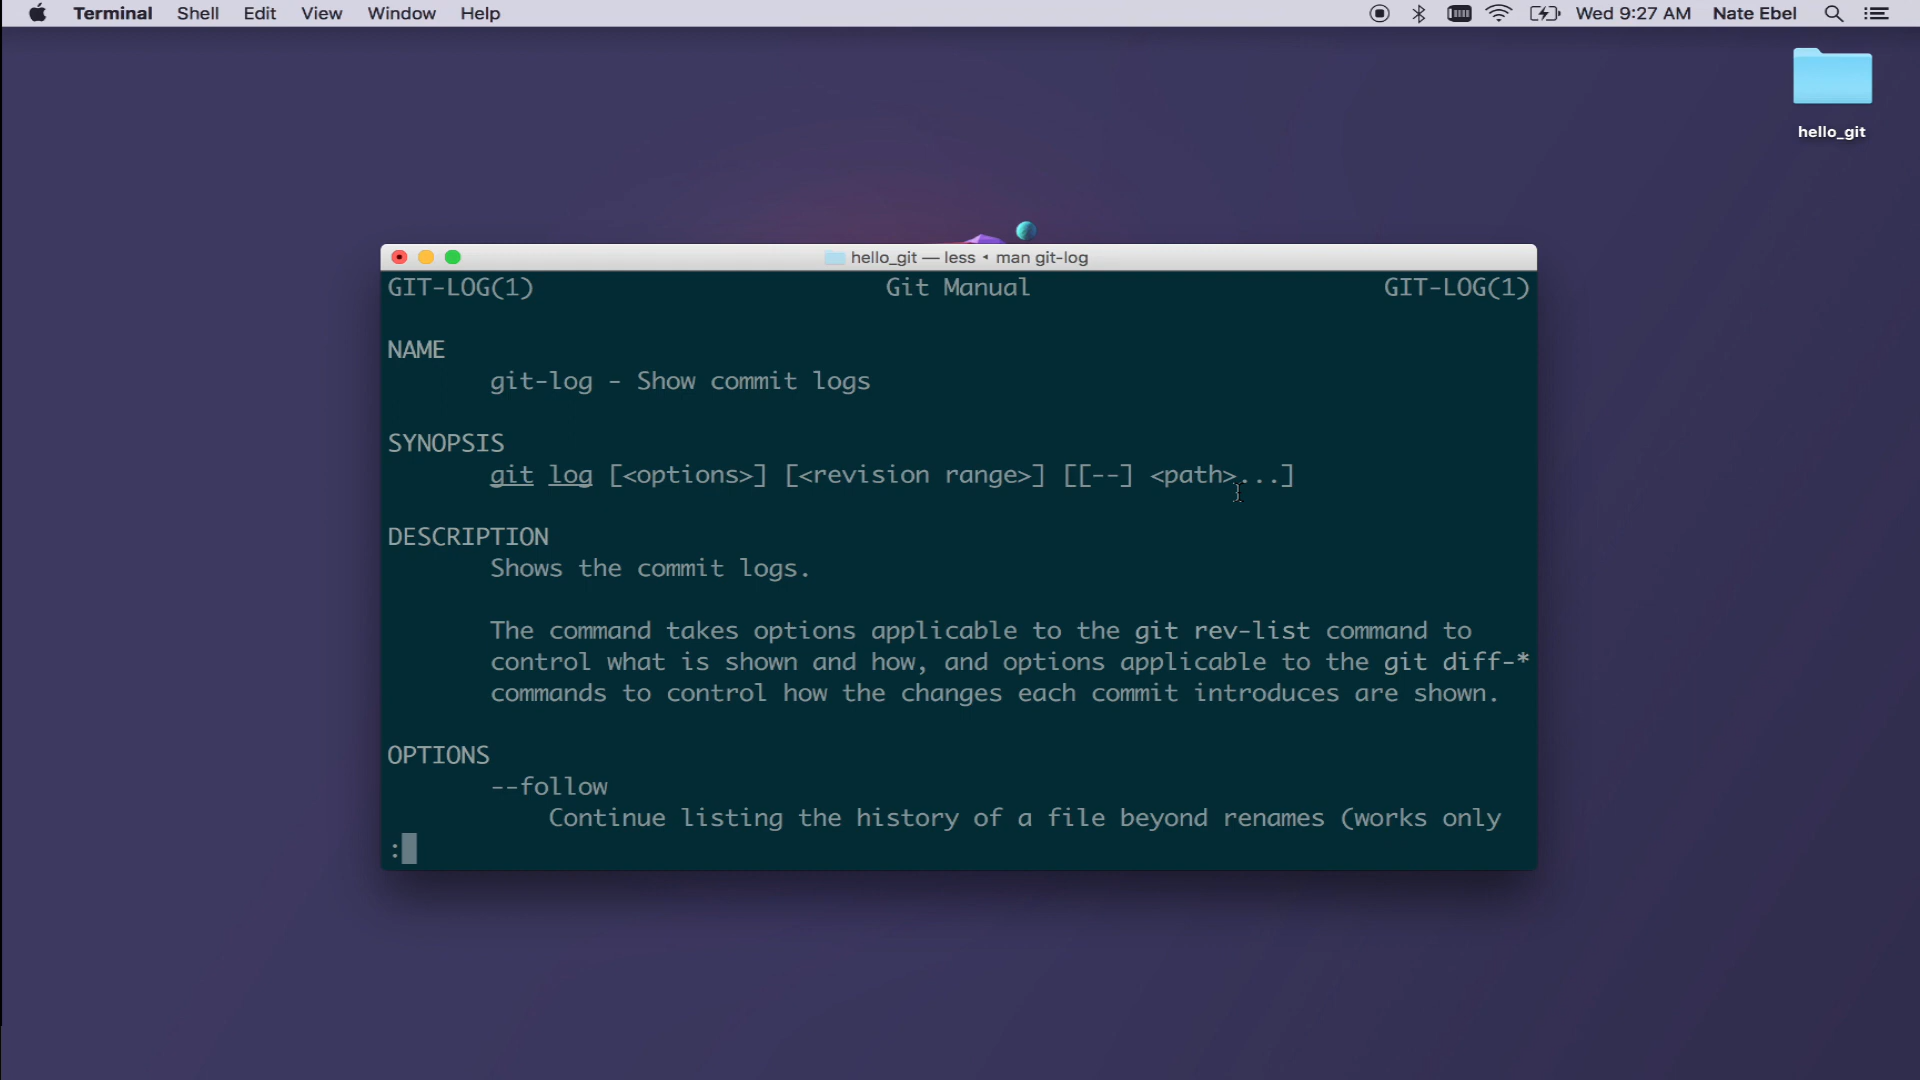 Terminal Shell Edit View Window Help Wed 9:27 AM Nate Ebel
hello_git
hello_git — less ◂ man git-log
GIT-LOG(1) Git Manual GIT-LOG(1)
NAME
git-log - Show commit logs
SYNOPSIS
git log [<options>] [<revision range>] [[--] <path>...]
DESCRIPTION
Shows the commit logs.
The command takes options applicable to the git rev-list command to
control what is shown and how, and options applicable to the git diff-*
commands to control how the changes each commit introduces are shown.
OPTIONS
--follow
Continue listing the history of a file beyond renames (works only
: